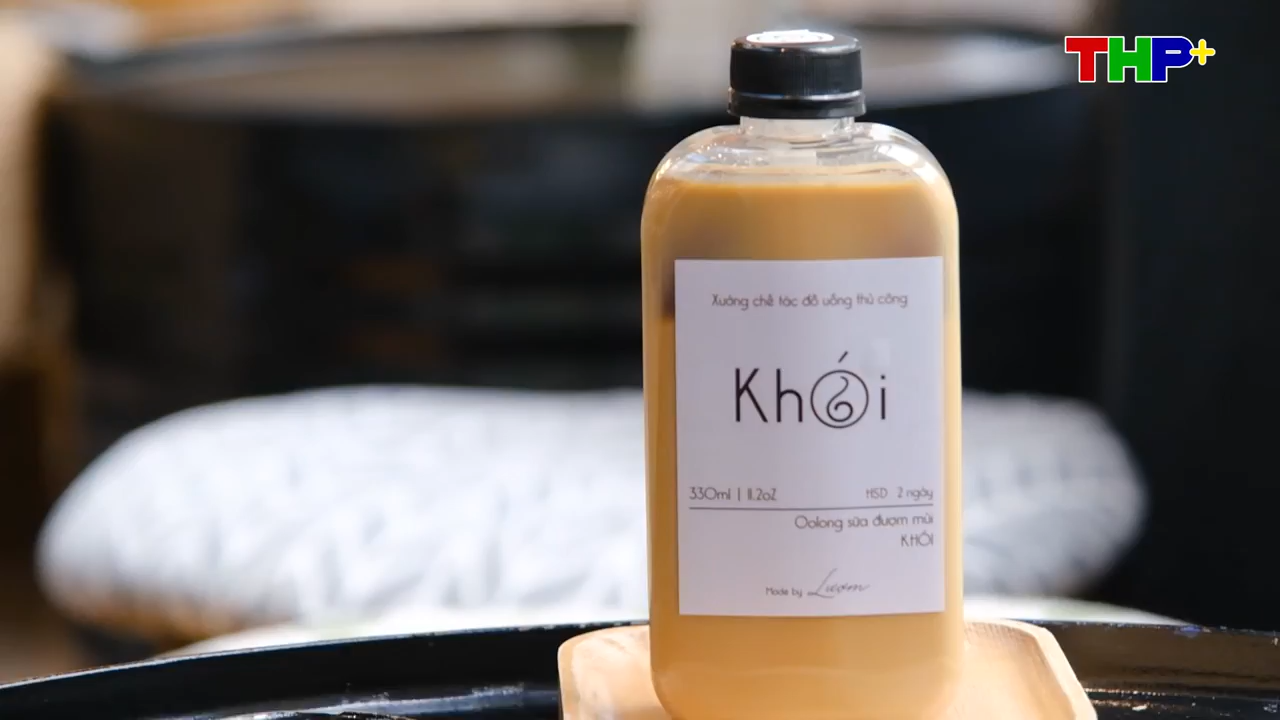 THP+
Xưởng chế tác đồ uống thủ công
Khói
330ml | 11.2oz
HSD 2 ngày
Oolong sữa đượm mùi
KHÓI
Made by Lươm